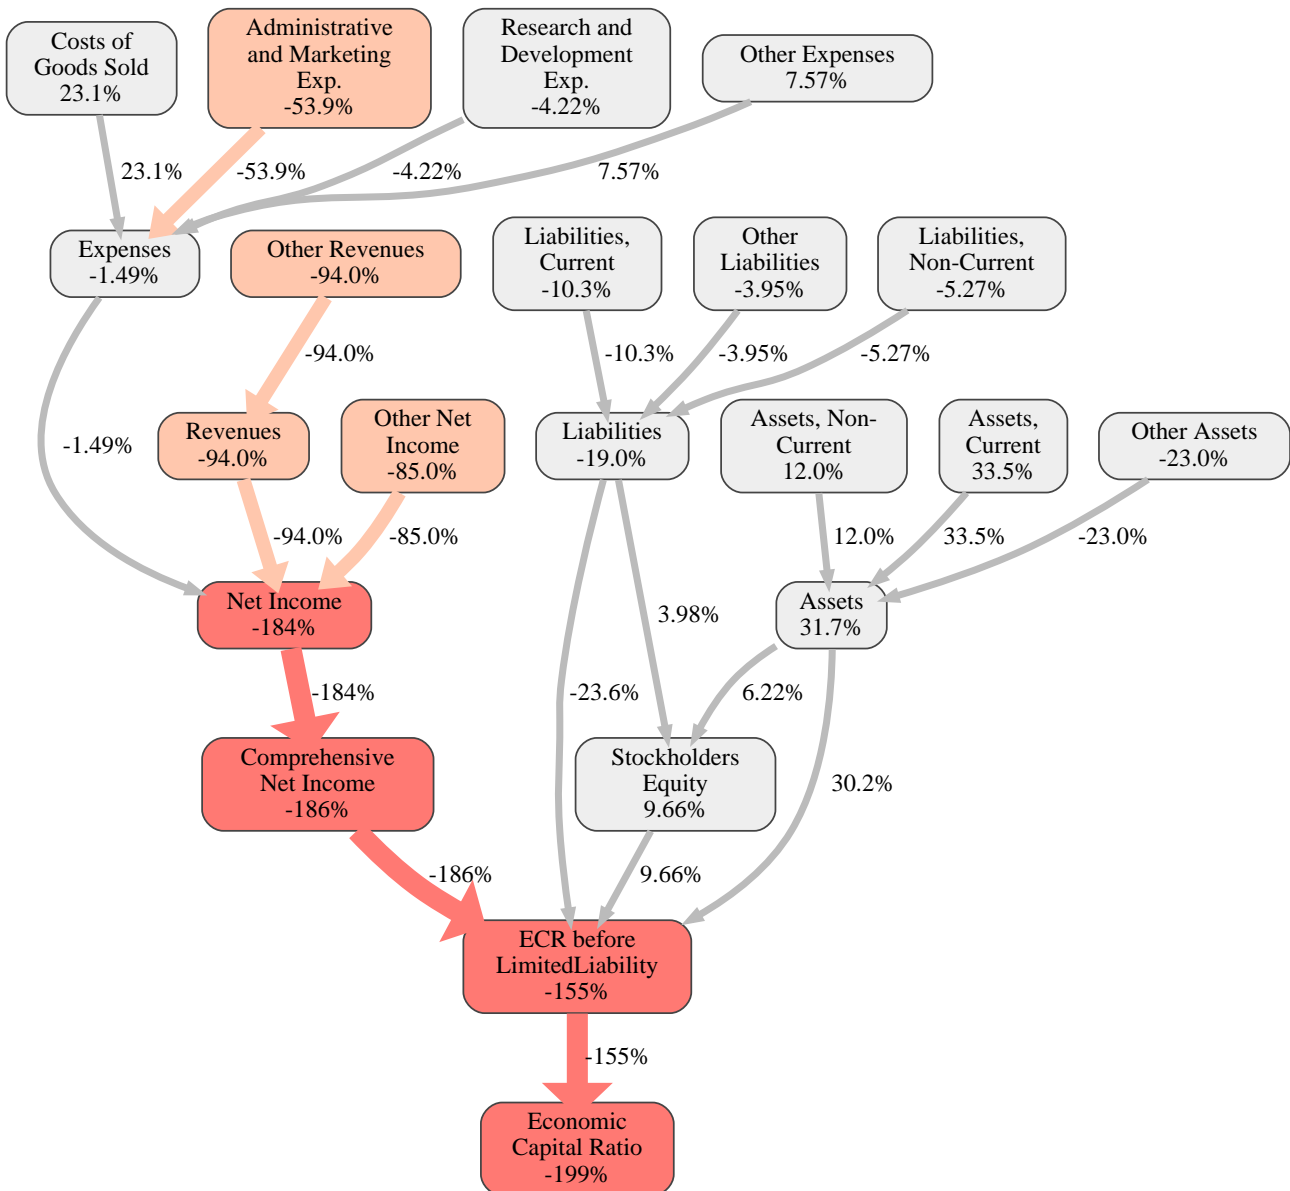 Costs of
Goods Sold
23.1%
Administrative
and Marketing
Exp.
-53.9%
Research and
Development
Exp.
-4.22%
Other Expenses
7.57%
23.1%
-53.9%
-4.22%
7.57%
Expenses
-1.49%
Other Revenues
-94.0%
Liabilities,
Current
-10.3%
Other
Liabilities
-3.95%
Liabilities,
Non-Current
-5.27%
-94.0%
-10.3%
-3.95%
-5.27%
-1.49%
Revenues
-94.0%
Other Net
Income
-85.0%
Liabilities
-19.0%
Assets, Non-
Current
12.0%
Assets,
Current
33.5%
Other Assets
-23.0%
-94.0%
-85.0%
12.0%
33.5%
-23.0%
Net Income
-184%
3.98%
Assets
31.7%
-184%
-23.6%
6.22%
Comprehensive
Net Income
-186%
Stockholders
Equity
9.66%
30.2%
-186%
9.66%
ECR before
LimitedLiability
-155%
-155%
Economic
Capital Ratio
-199%